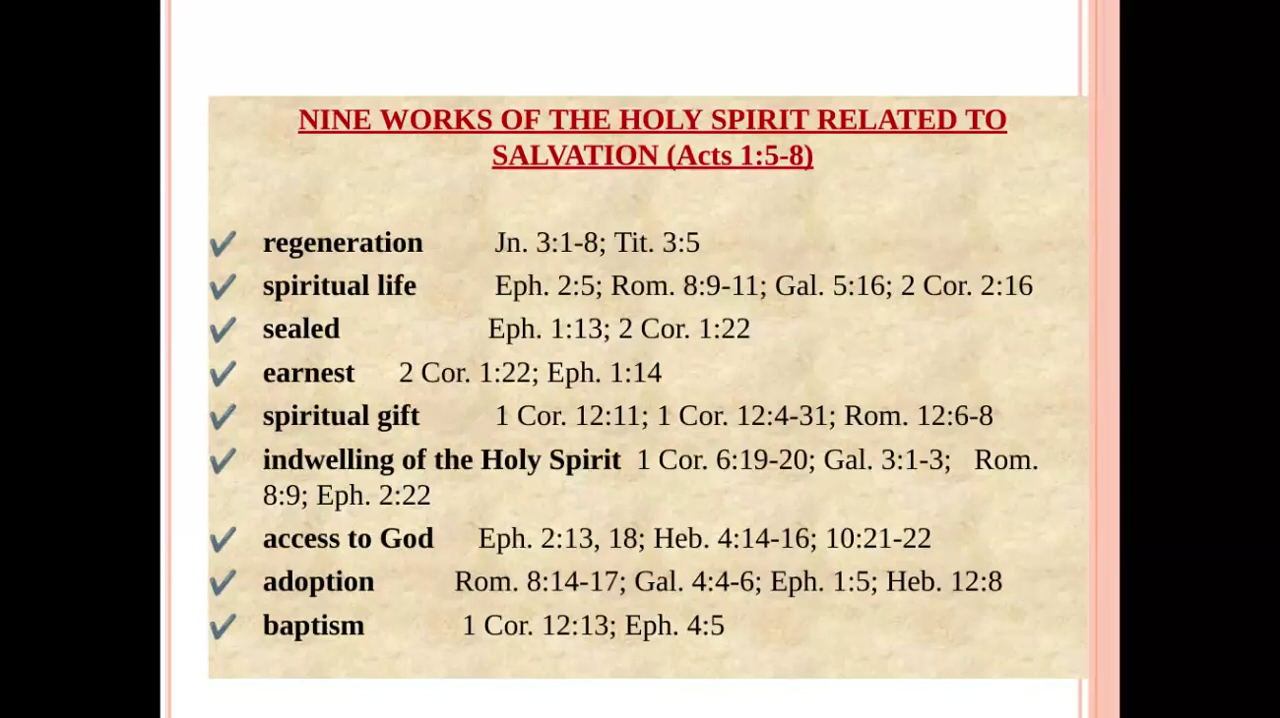 NINE WORKS OF THE HOLY SPIRIT RELATED TO
SALVATION (Acts 1:5-8)
✔ regeneration Jn. 3:1-8; Tit. 3:5
✔ spiritual life Eph. 2:5; Rom. 8:9-11; Gal. 5:16; 2 Cor. 2:16
✔ sealed Eph. 1:13; 2 Cor. 1:22
✔ earnest 2 Cor. 1:22; Eph. 1:14
✔ spiritual gift 1 Cor. 12:11; 1 Cor. 12:4-31; Rom. 12:6-8
✔ indwelling of the Holy Spirit 1 Cor. 6:19-20; Gal. 3:1-3; Rom.
8:9; Eph. 2:22
✔ access to God Eph. 2:13, 18; Heb. 4:14-16; 10:21-22
✔ adoption Rom. 8:14-17; Gal. 4:4-6; Eph. 1:5; Heb. 12:8
✔ baptism 1 Cor. 12:13; Eph. 4:5